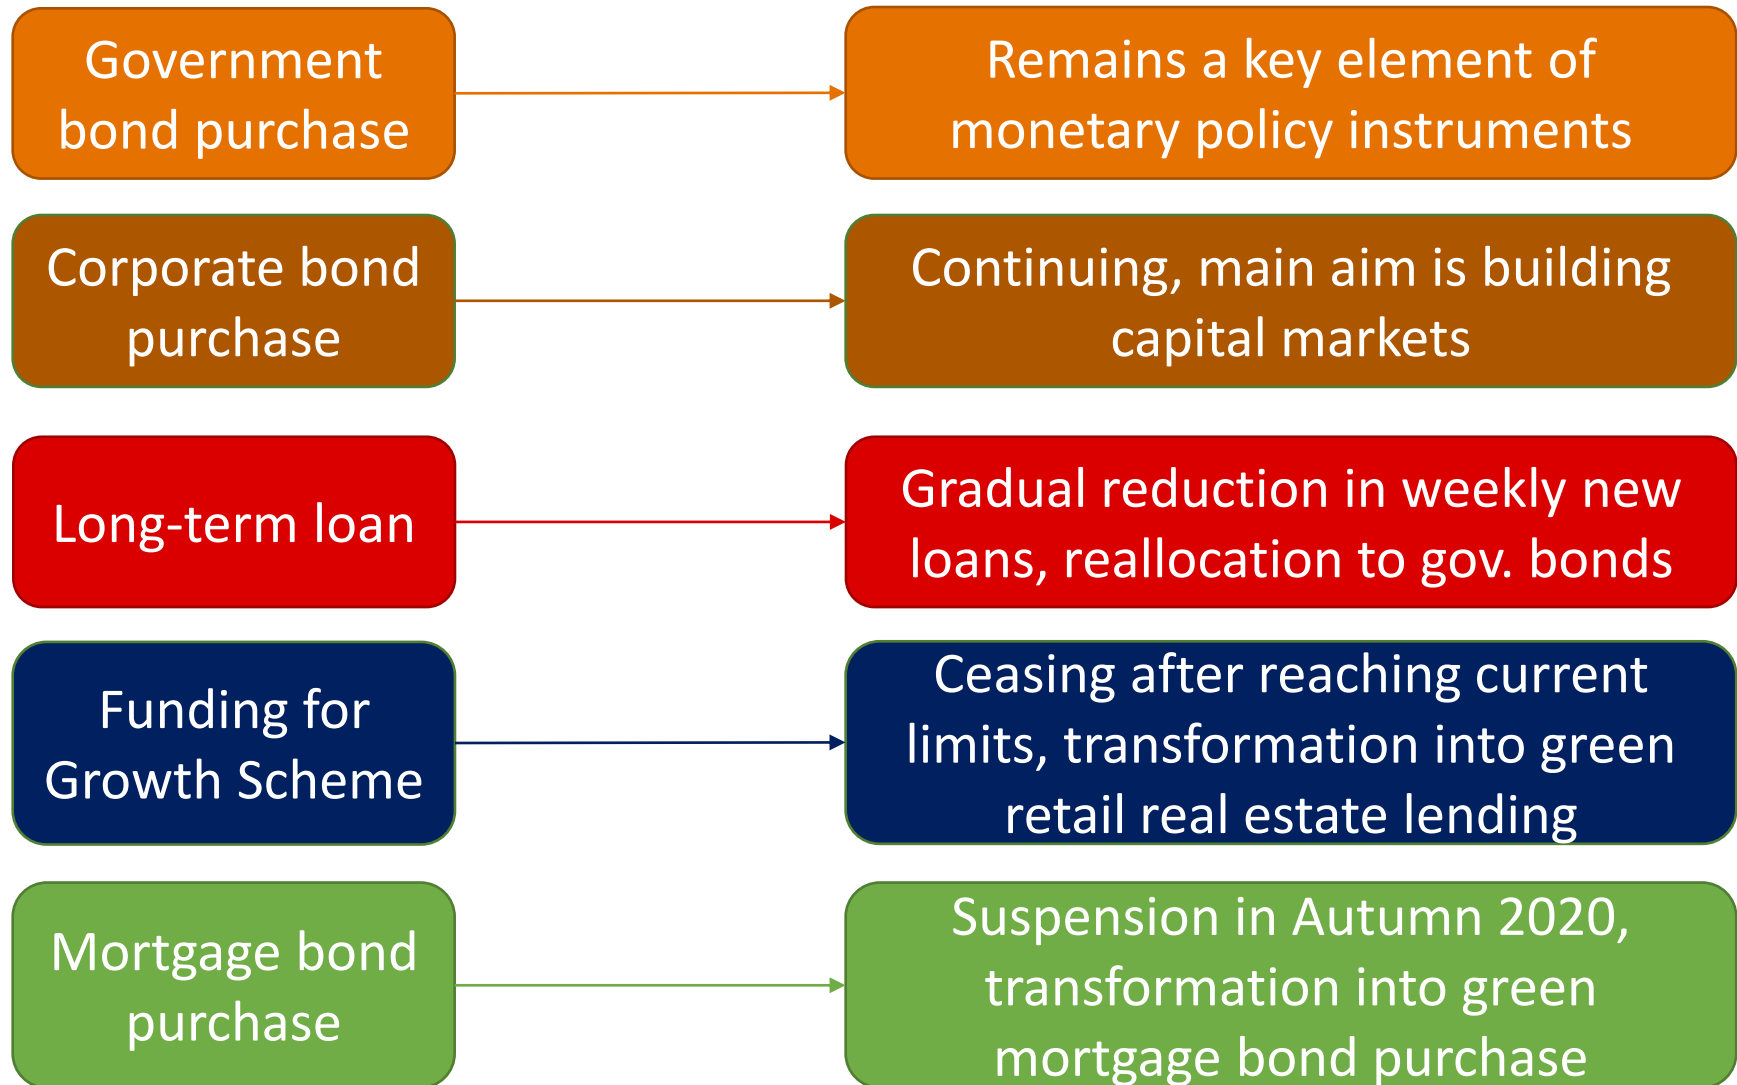 Government
bond purchase
Remains a key element of
monetary policy instruments
Corporate bond
purchase
Continuing, main aim is building
capital markets
Long-term loan
Gradual reduction in weekly new
loans, reallocation to gov. bonds
Funding for
Growth Scheme
Ceasing after reaching current
limits, transformation into green
retail real estate lending
Mortgage bond
purchase
Suspension in Autumn 2020,
transformation into green
mortgage bond purchase